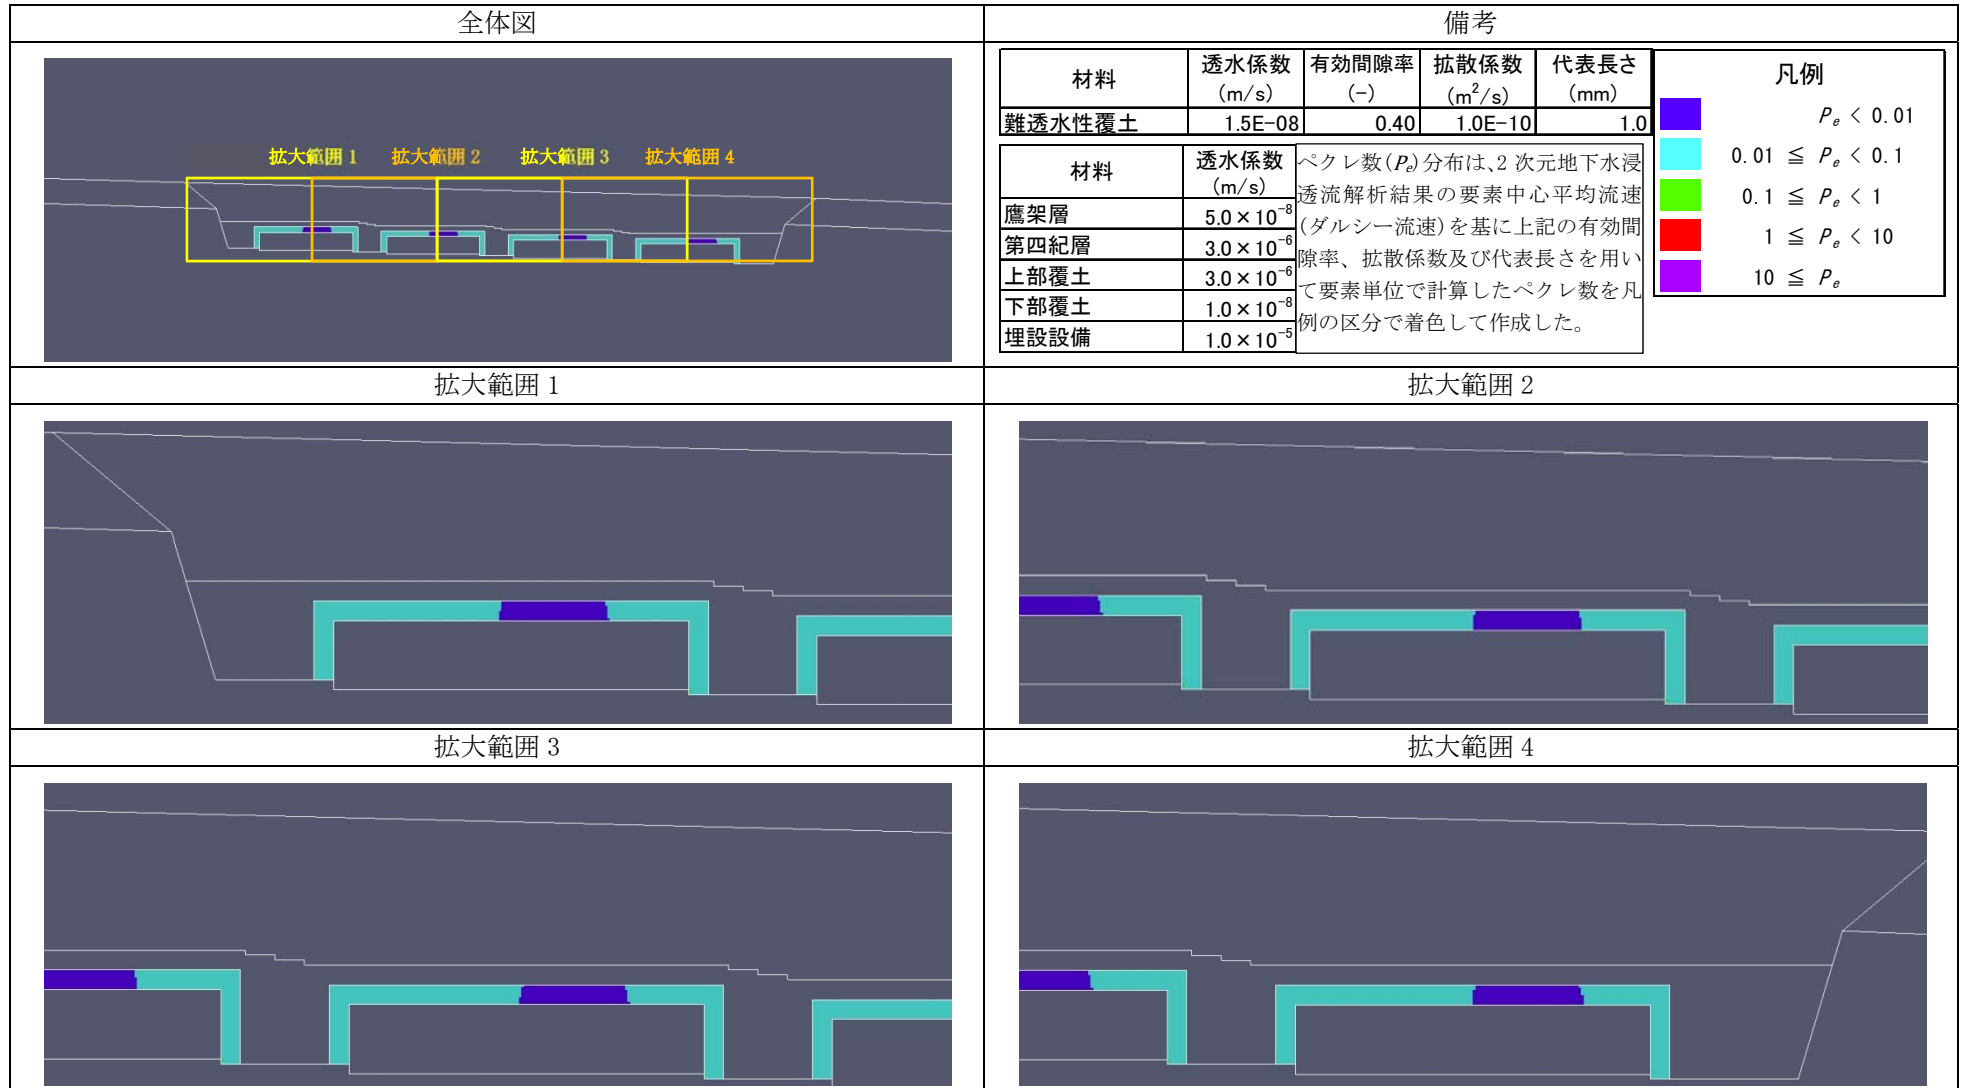 全体図
備考
拡大範囲 1 拡大範囲 2 拡大範囲 3 拡大範囲 4
材料 透水係数 (m/s) 有効間隙率 (-) 拡散係数 (m²/s) 代表長さ (mm)
難透水性覆土 1.5E-08 0.40 1.0E-10 1.0
材料 透水係数 (m/s)
鷹架層 5.0×10⁻⁸
第四紀層 3.0×10⁻⁶
上部覆土 3.0×10⁻⁶
下部覆土 1.0×10⁻⁸
埋設設備 1.0×10⁻⁵
ペクレ数(Pe)分布は、2 次元地下水浸
透流解析結果の要素中心平均流速
(ダルシー流速)を基に上記の有効間
隙率、拡散係数及び代表長さを用い
て要素単位で計算したペクレ数を凡
例の区分で着色して作成した。
凡例
Pe < 0.01
0.01 ≦ Pe < 0.1
0.1 ≦ Pe < 1
1 ≦ Pe < 10
10 ≦ Pe
拡大範囲 1
拡大範囲 2
拡大範囲 3
拡大範囲 4